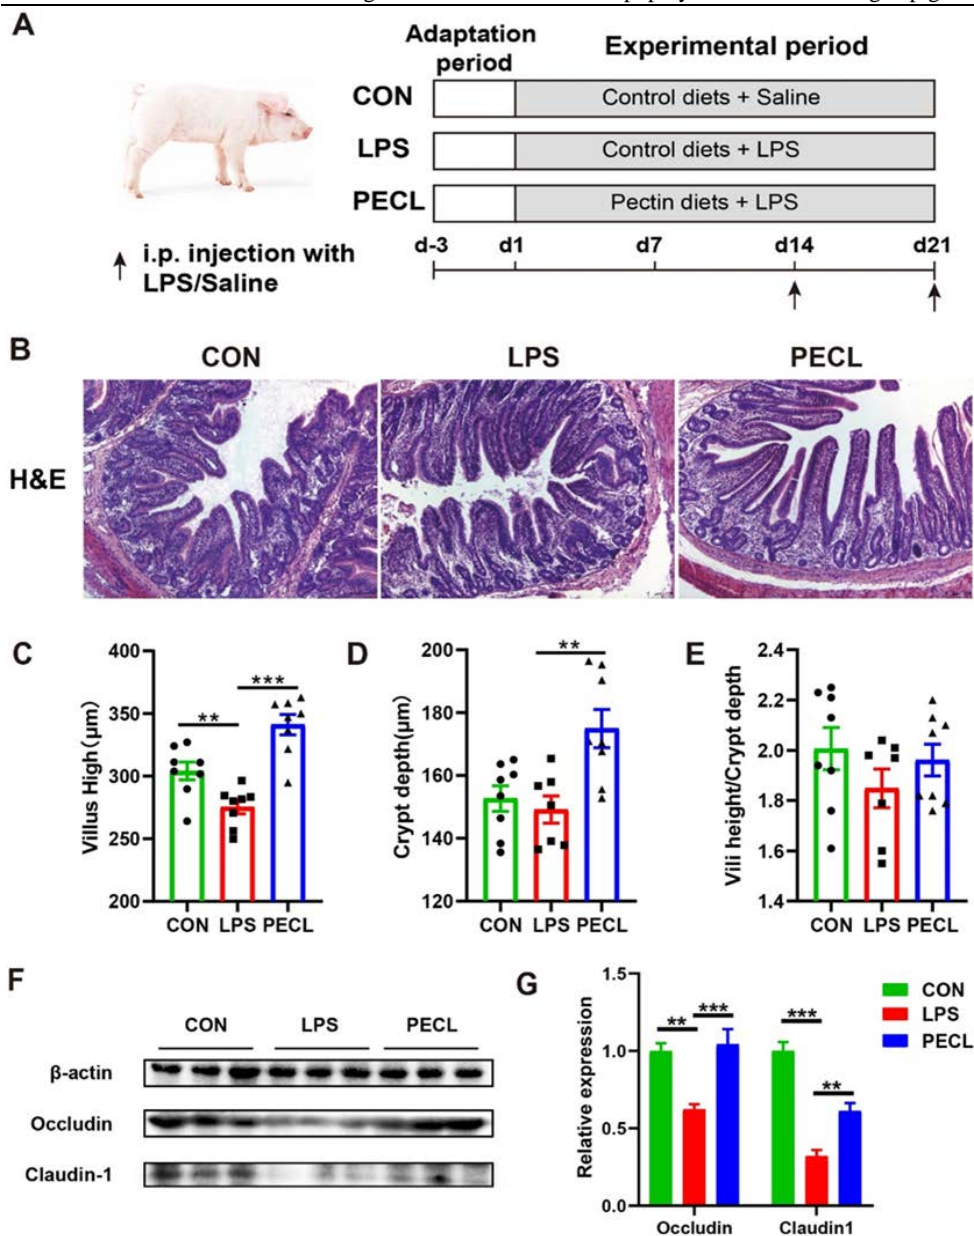 A
Adaptation
period
Experimental period
CON
Control diets + Saline
LPS
Control diets + LPS
PECL
Pectin diets + LPS
d-3 d1 d7 d14 d21
i.p. injection with
LPS/Saline
B
CON LPS PECL
H&E
C
Villus High(μm)
400
350
300
250
200
** ***
CON LPS PECL
D
Crypt depth(μm)
200
180
160
140
120
**
CON LPS PECL
E
Vili height/Crypt depth
2.4
2.2
2.0
1.8
1.6
1.4
CON LPS PECL
F
CON LPS PECL
β-actin
Occludin
Claudin-1
G
Relative expression
1.5
1.0
0.5
0.0
** *** *** **
Occludin Claudin1
CON
LPS
PECL